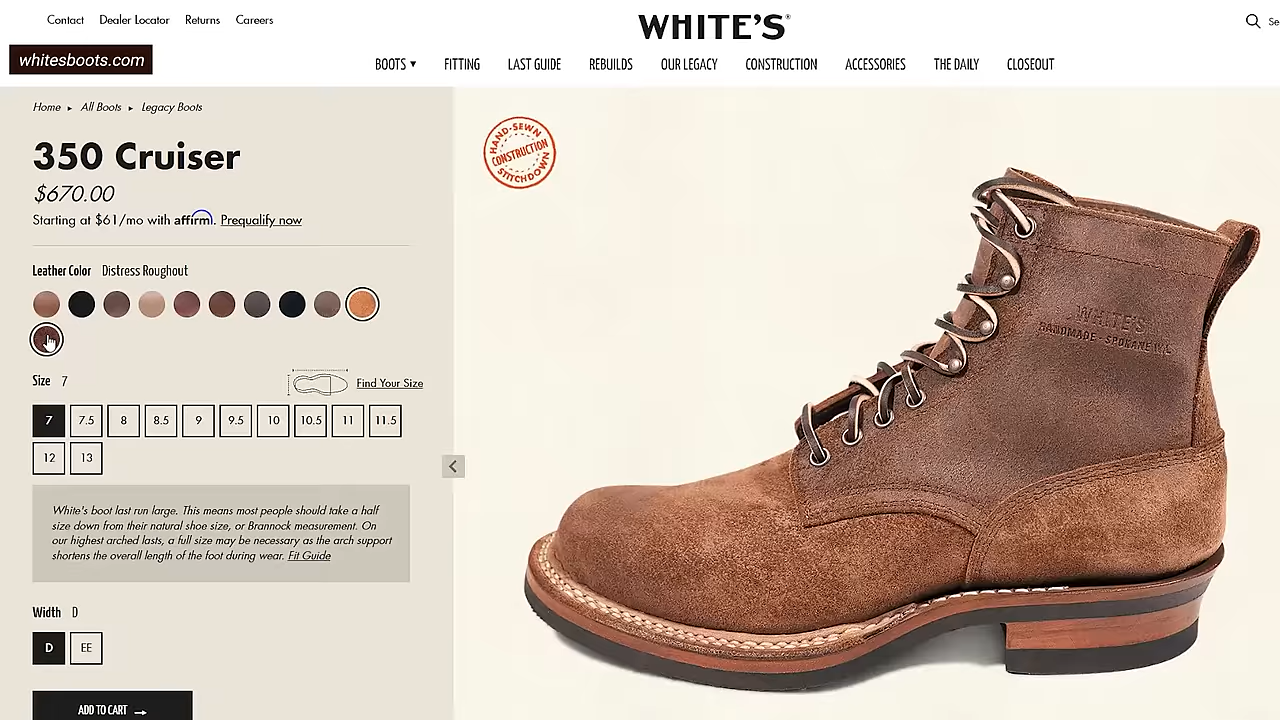 Contact Dealer Locator Returns Careers
WHITE'S®
Se
whitesboots.com
BOOTS ▾ FITTING LAST GUIDE REBUILDS OUR LEGACY CONSTRUCTION ACCESSORIES THE DAILY CLOSEOUT
Home ▸ All Boots ▸ Legacy Boots
350 Cruiser
$670.00
Starting at $61/mo with affirm. Prequalify now
Leather Color Distress Roughout
Size 7
Find Your Size
7 7.5 8 8.5 9 9.5 10 10.5 11 11.5
12 13
White's boot last run large. This means most people should take a half
size down from their natural shoe size, or Brannock measurement. On
our highest arched lasts, a full size may be necessary as the arch support
shortens the overall length of the foot during wear. Fit Guide
Width D
D EE
ADD TO CART →
HAND-SEWN
CONSTRUCTION
STITCHDOWN
WHITE'S
HANDMADE - SPOKANE